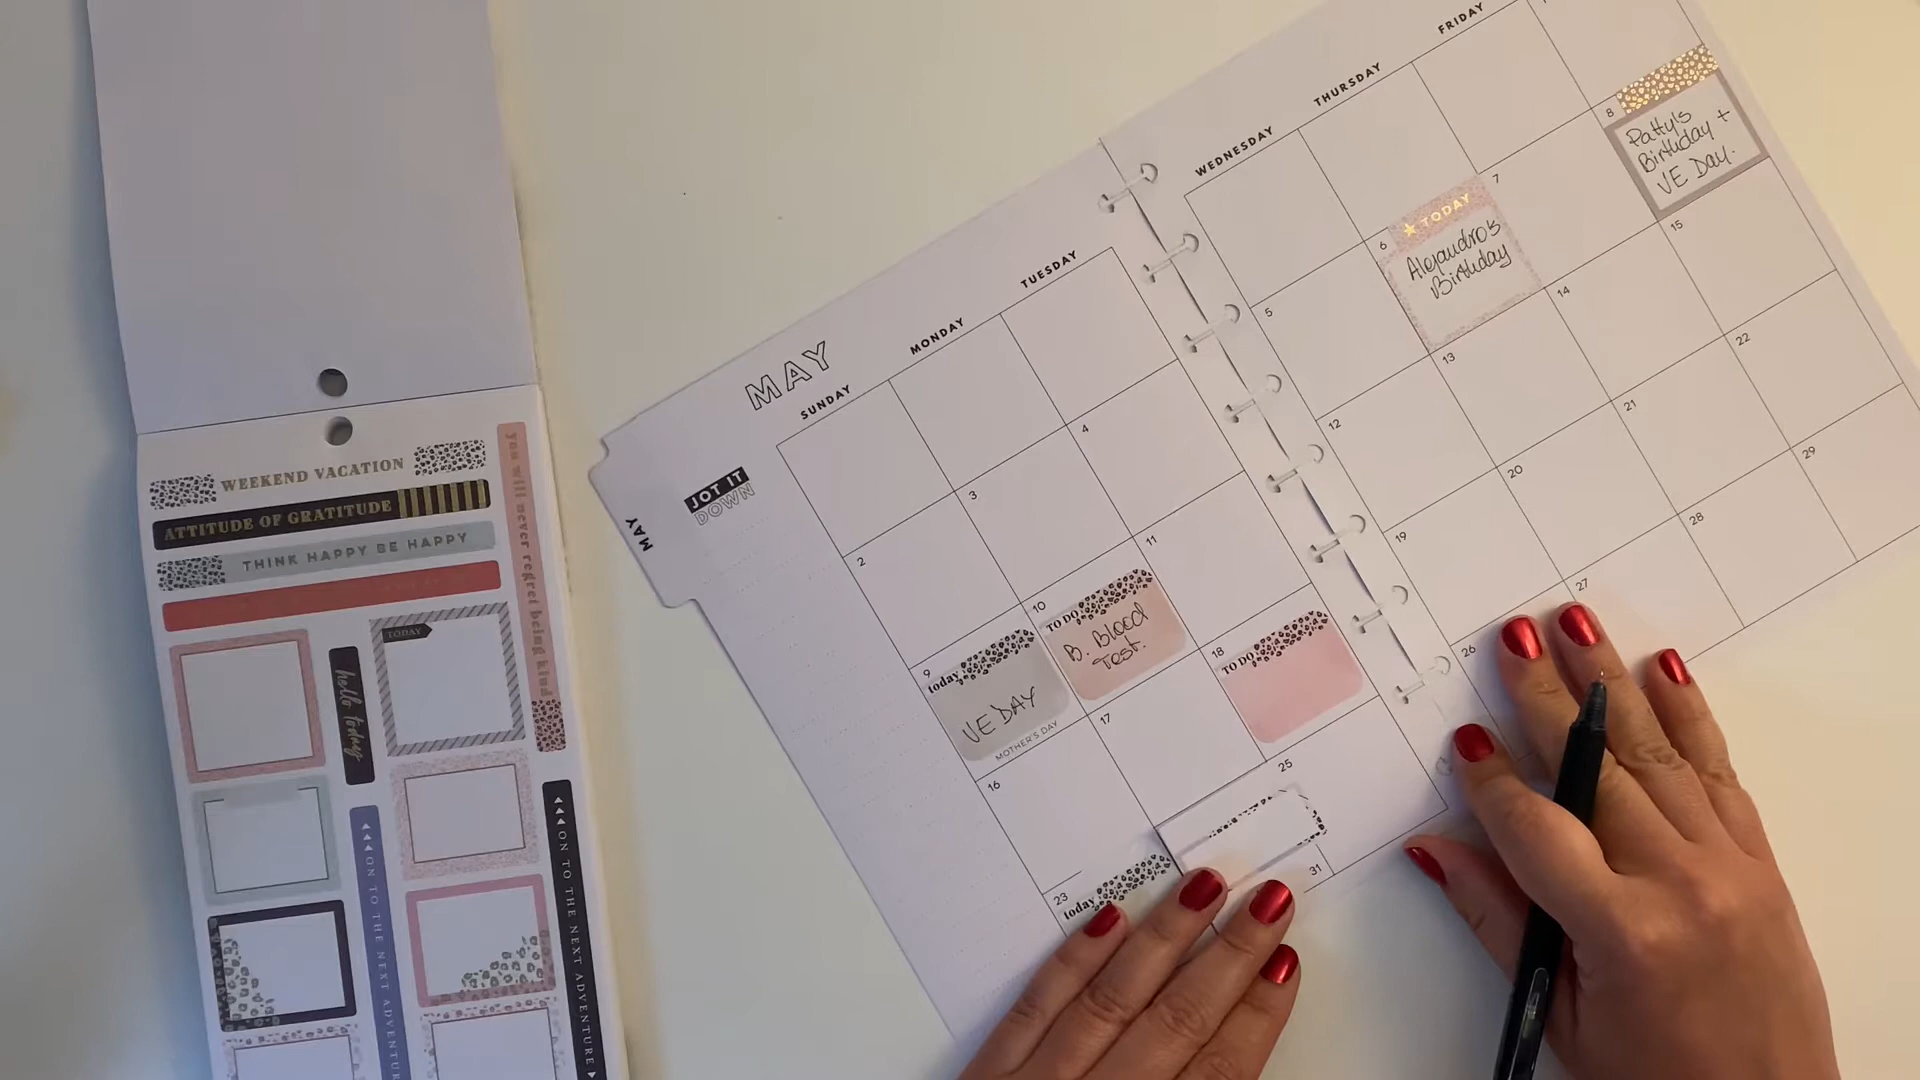 WEEKEND VACATION
ATTITUDE OF GRATITUDE
THINK HAPPY BE HAPPY
you will never regret being kind
TODAY
hello today
ON TO THE NEXT ADVENTURE
ON TO THE NEXT ADVENTURE
MAY
MAY
JOT IT
DOWN
SUNDAY
MONDAY
TUESDAY
WEDNESDAY
THURSDAY
FRIDAY
2
3
4
5
6
TODAY
Alejandro's
Birthday
7
8
Patty's
Birthday +
VE Day.
9
today
VE DAY
MOTHER'S DAY
10
TO DO
B. Blood
Test.
11
12
13
14
15
16
17
18
TO DO
19
20
21
22
23
today
25
26
27
28
29
31